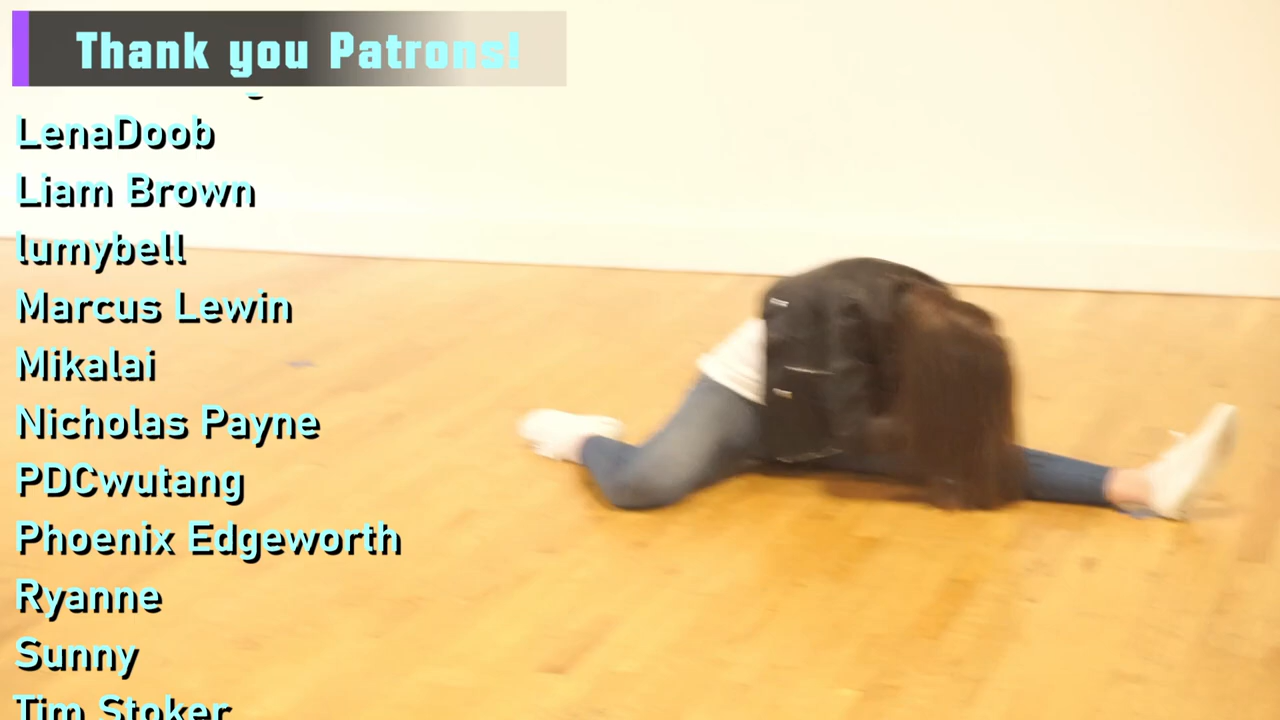 Thank you Patrons!
LenaDoob
Liam Brown
lumybell
Marcus Lewin
Mikalai
Nicholas Payne
PDCwutang
Phoenix Edgeworth
Ryanne
Sunny
Tim Stoker